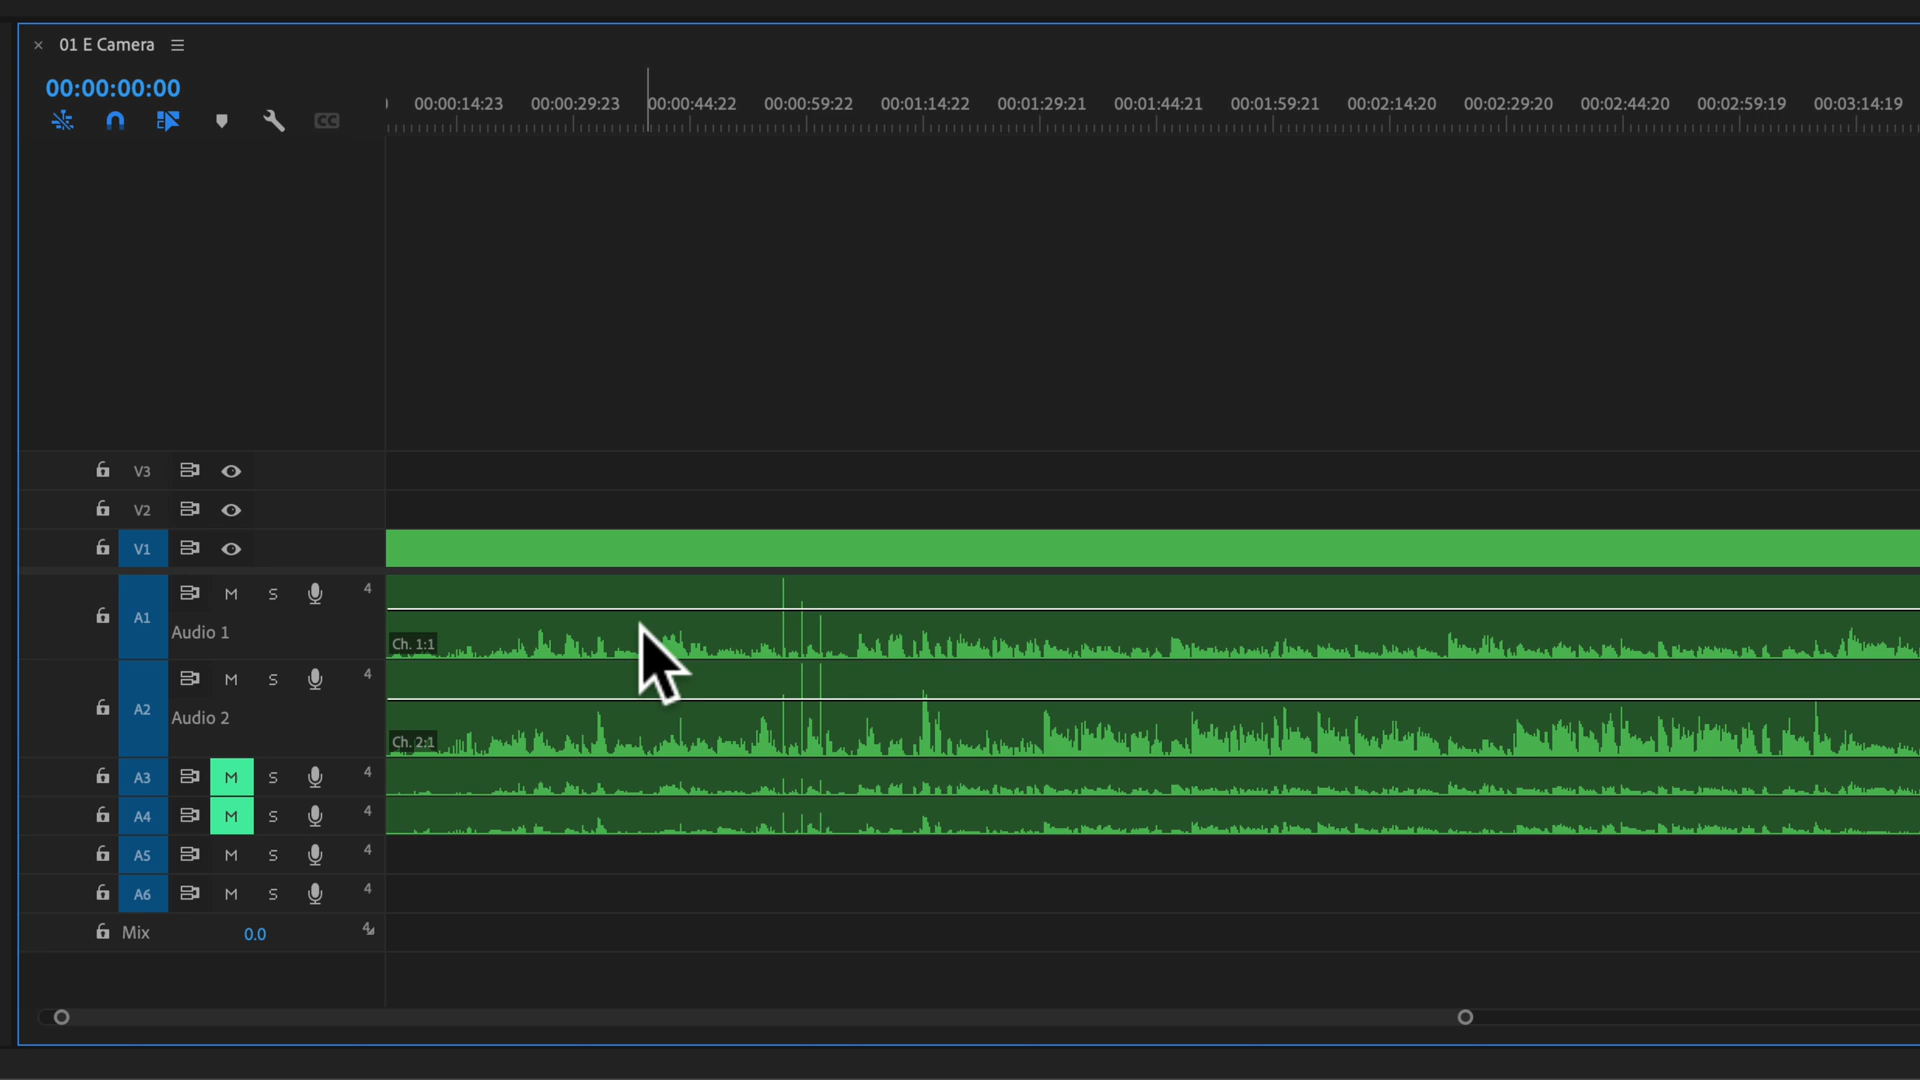 × 01 E Camera
00:00:00:00
00:00:14:23 00:00:29:23 00:00:44:22 00:00:59:22 00:01:14:22 00:01:29:21 00:01:44:21 00:01:59:21 00:02:14:20 00:02:29:20 00:02:44:20 00:02:59:19 00:03:14:19
CC
V3
V2
V1
A1 M S 4
Audio 1
Ch. 1:1
A2 M S 4
Audio 2
Ch. 2:1
A3 M S 4
A4 M S 4
A5 M S 4
A6 M S 4
Mix 0.0 4